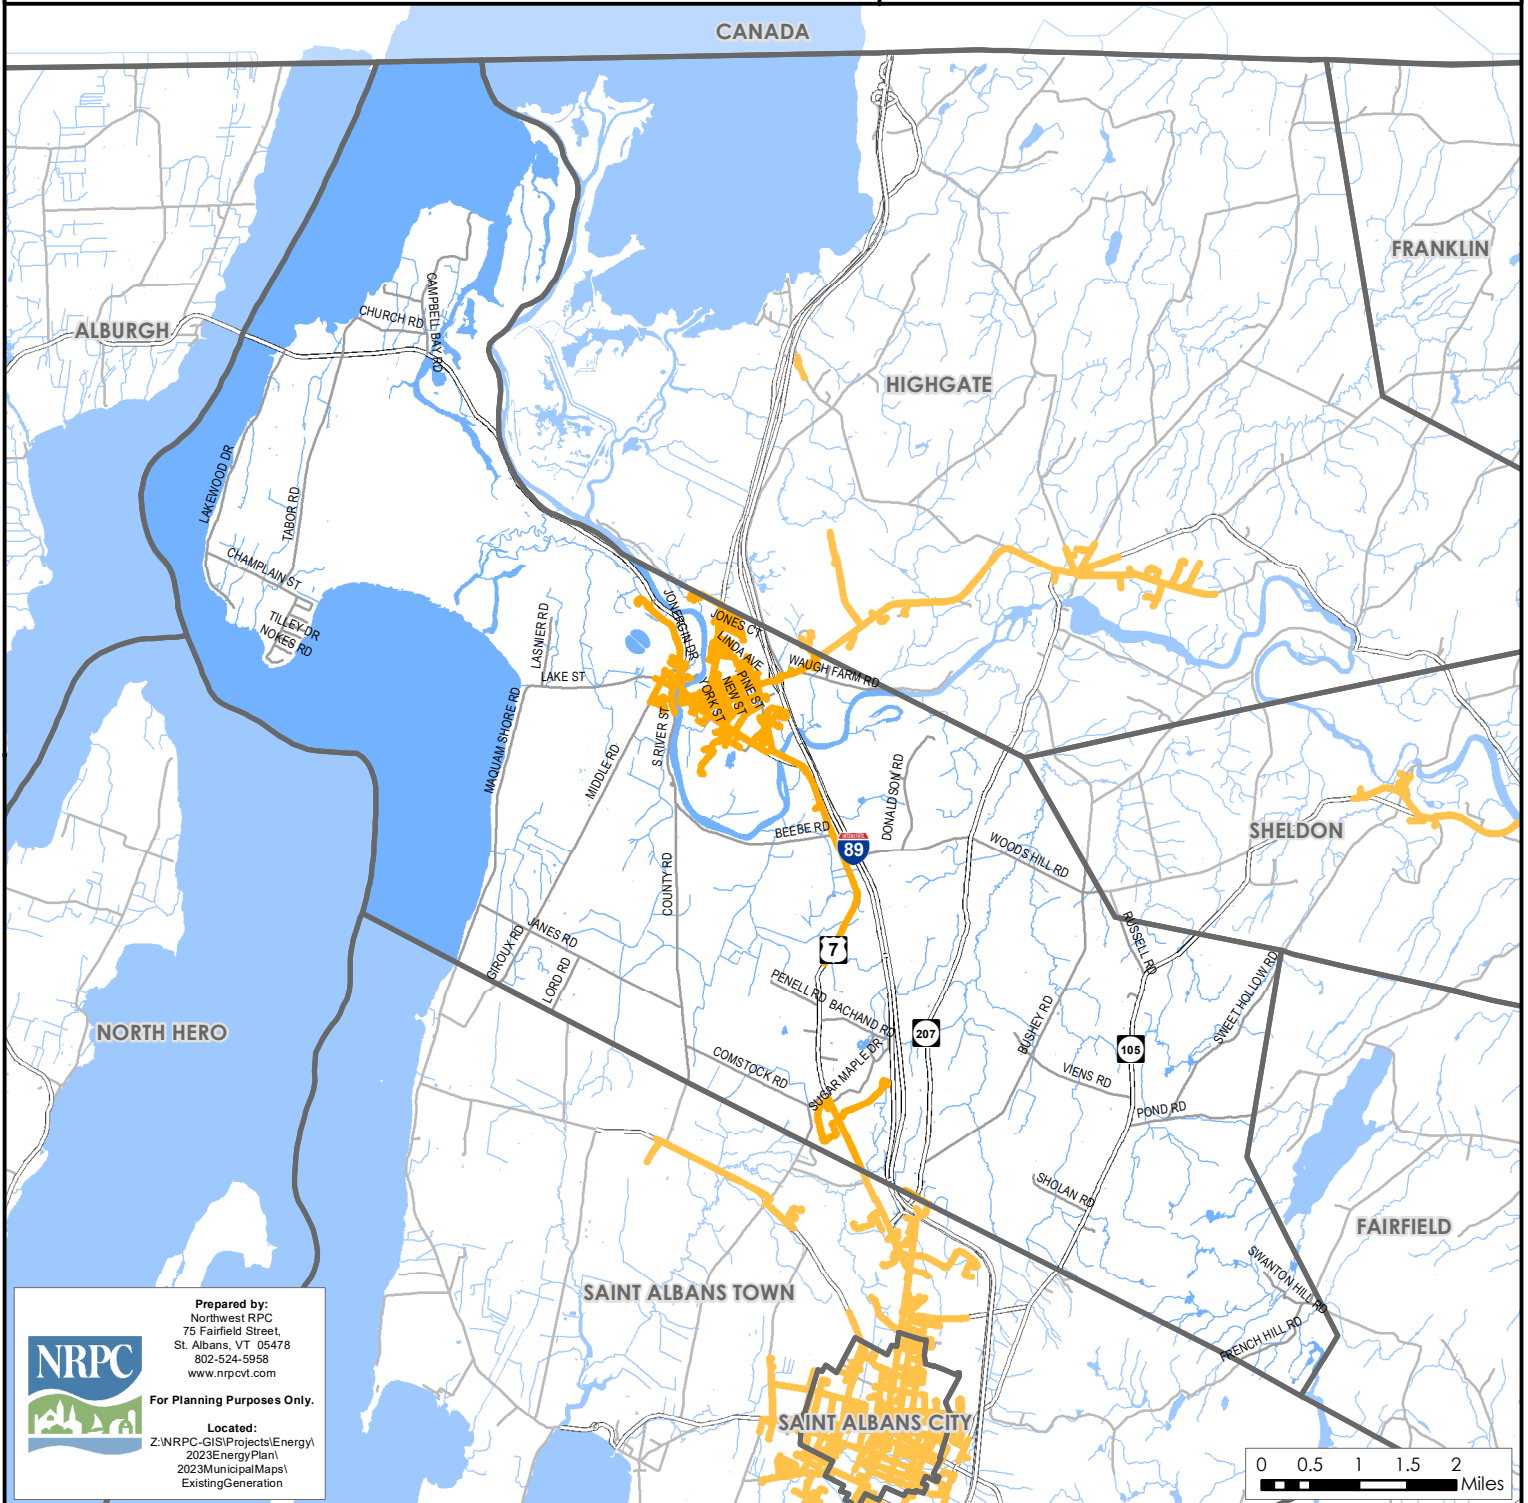 CANADA
FRANKLIN
ALBURGH
CHURCH RD
CAMPBELL BAY RD
HIGHGATE
LAKEWOOD DR
TABOR RD
CHAMPLAIN ST
TILLEY DR
NOKES RD
LASNIER RD
LAKE ST
JONERGIN DR
JONES CT
LINDA AVE
PINE ST
NEW ST
YORK ST
WAUGH FARM RD
MAQUAM SHORE RD
MIDDLE RD
S RIVER ST
BEEBE RD
DONALDSON RD
INTERSTATE
89
WOODS HILL RD
SHELDON
COUNTY RD
JANES RD
GIROUX RD
LORD RD
7
PENELL RD
BACHAND RD
RUSSELL RD
SWEET HOLLOW RD
NORTH HERO
207
BUSHEY RD
105
COMSTOCK RD
SUGAR MAPLE DR
VIENS RD
POND RD
SHOLAN RD
FAIRFIELD
SWANTON HILL RD
FRENCH HILL RD
SAINT ALBANS TOWN
SAINT ALBANS CITY
NRPC
Prepared by:
Northwest RPC
75 Fairfield Street,
St. Albans, VT 05478
802-524-5958
www.nrpcvt.com
For Planning Purposes Only.
Located:
Z:\NRPC-GIS\Projects\Energy\
2023EnergyPlan\
2023MunicipalMaps\
ExistingGeneration
0 0.5 1 1.5 2
Miles